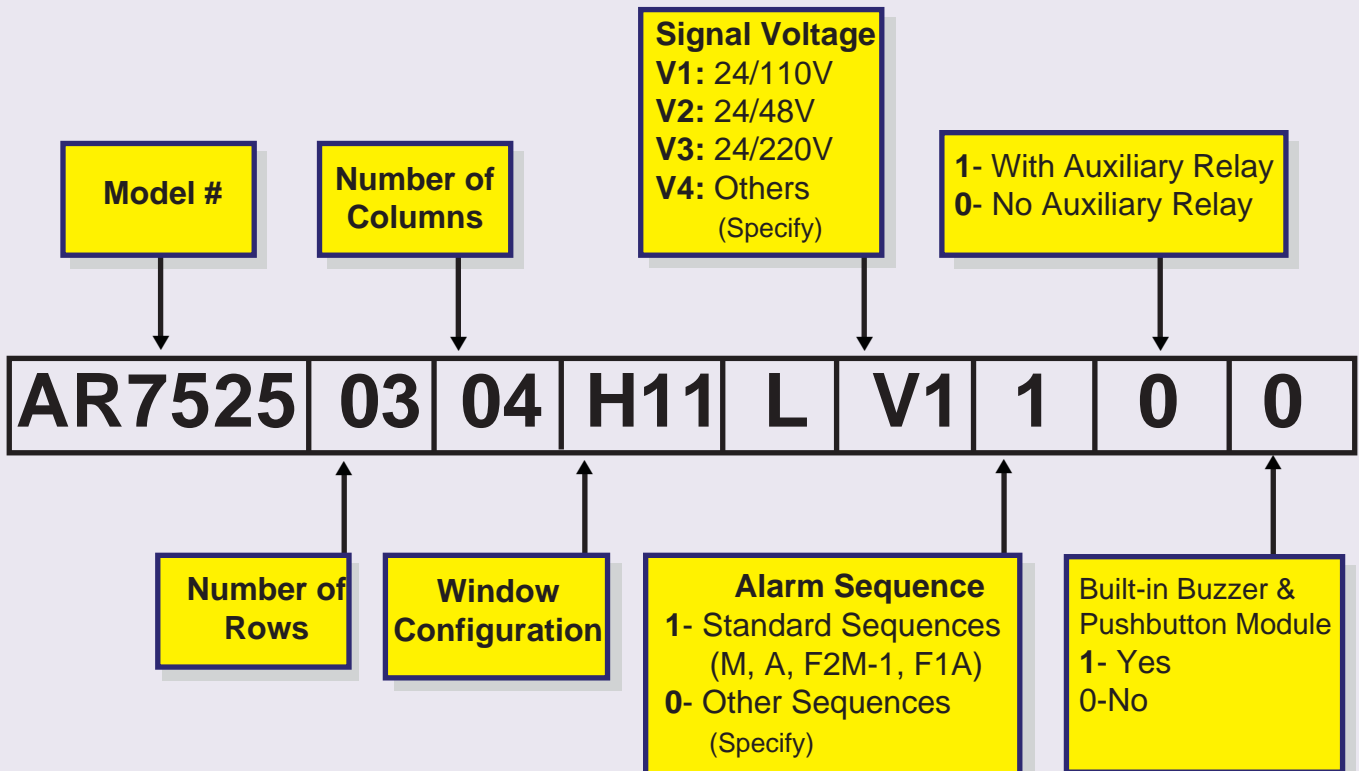 Signal Voltage
V1: 24/110V
V2: 24/48V
V3: 24/220V
V4: Others
(Specify)
Model #
Number of
Columns
1- With Auxiliary Relay
0- No Auxiliary Relay
AR7525 03 04 H11 L V1 1 0 0
Number of
Rows
Window
Configuration
Alarm Sequence
1- Standard Sequences
(M, A, F2M-1, F1A)
0- Other Sequences
(Specify)
Built-in Buzzer &
Pushbutton Module
1- Yes
0-No